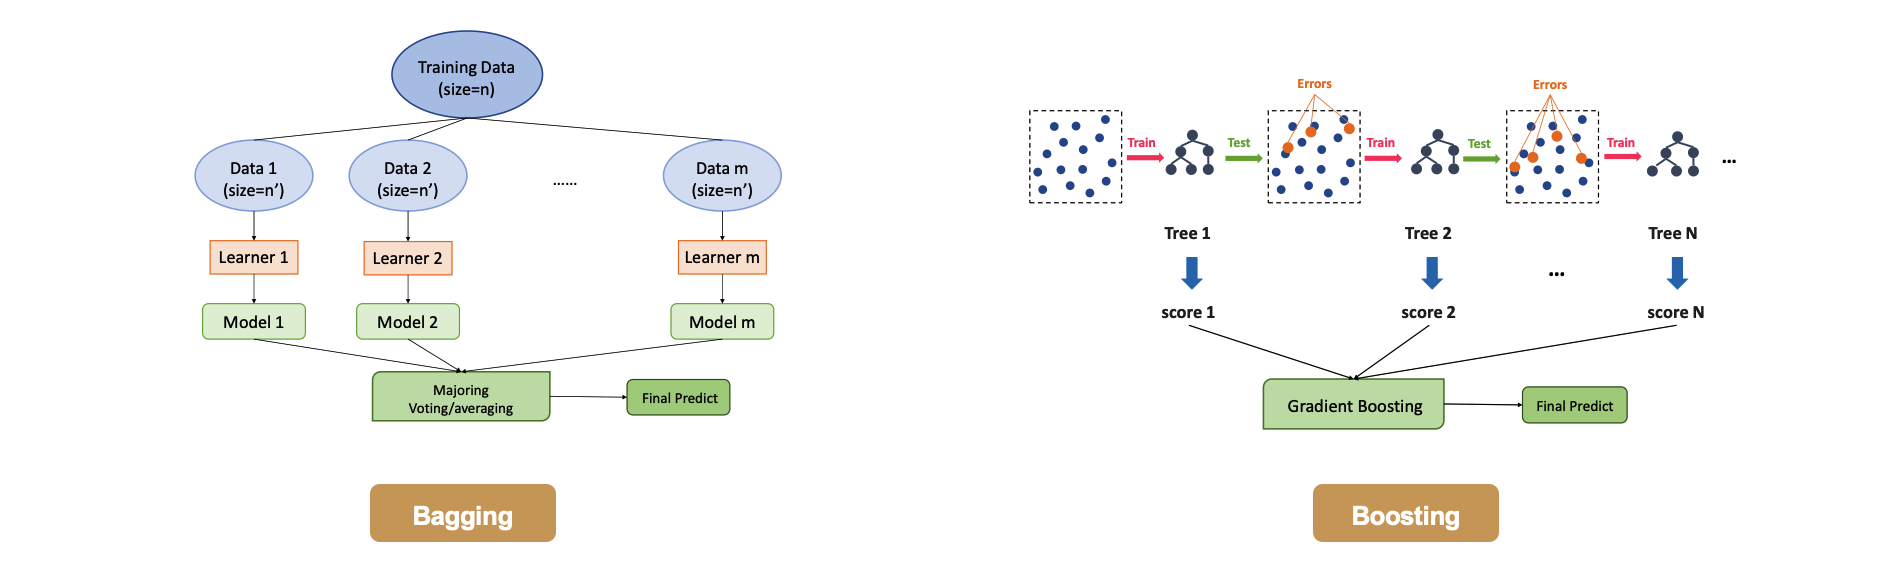 Training Data
(size=n)
Data 1
(size=n’)
Data 2
(size=n’)
......
Data m
(size=n’)
Learner 1
Learner 2
Learner m
Model 1
Model 2
Model m
Majoring
Voting/averaging
Final Predict
Bagging
Errors
Errors
Train
Test
Train
Test
Train
...
Tree 1
Tree 2
Tree N
...
score 1
score 2
score N
Gradient Boosting
Final Predict
Boosting